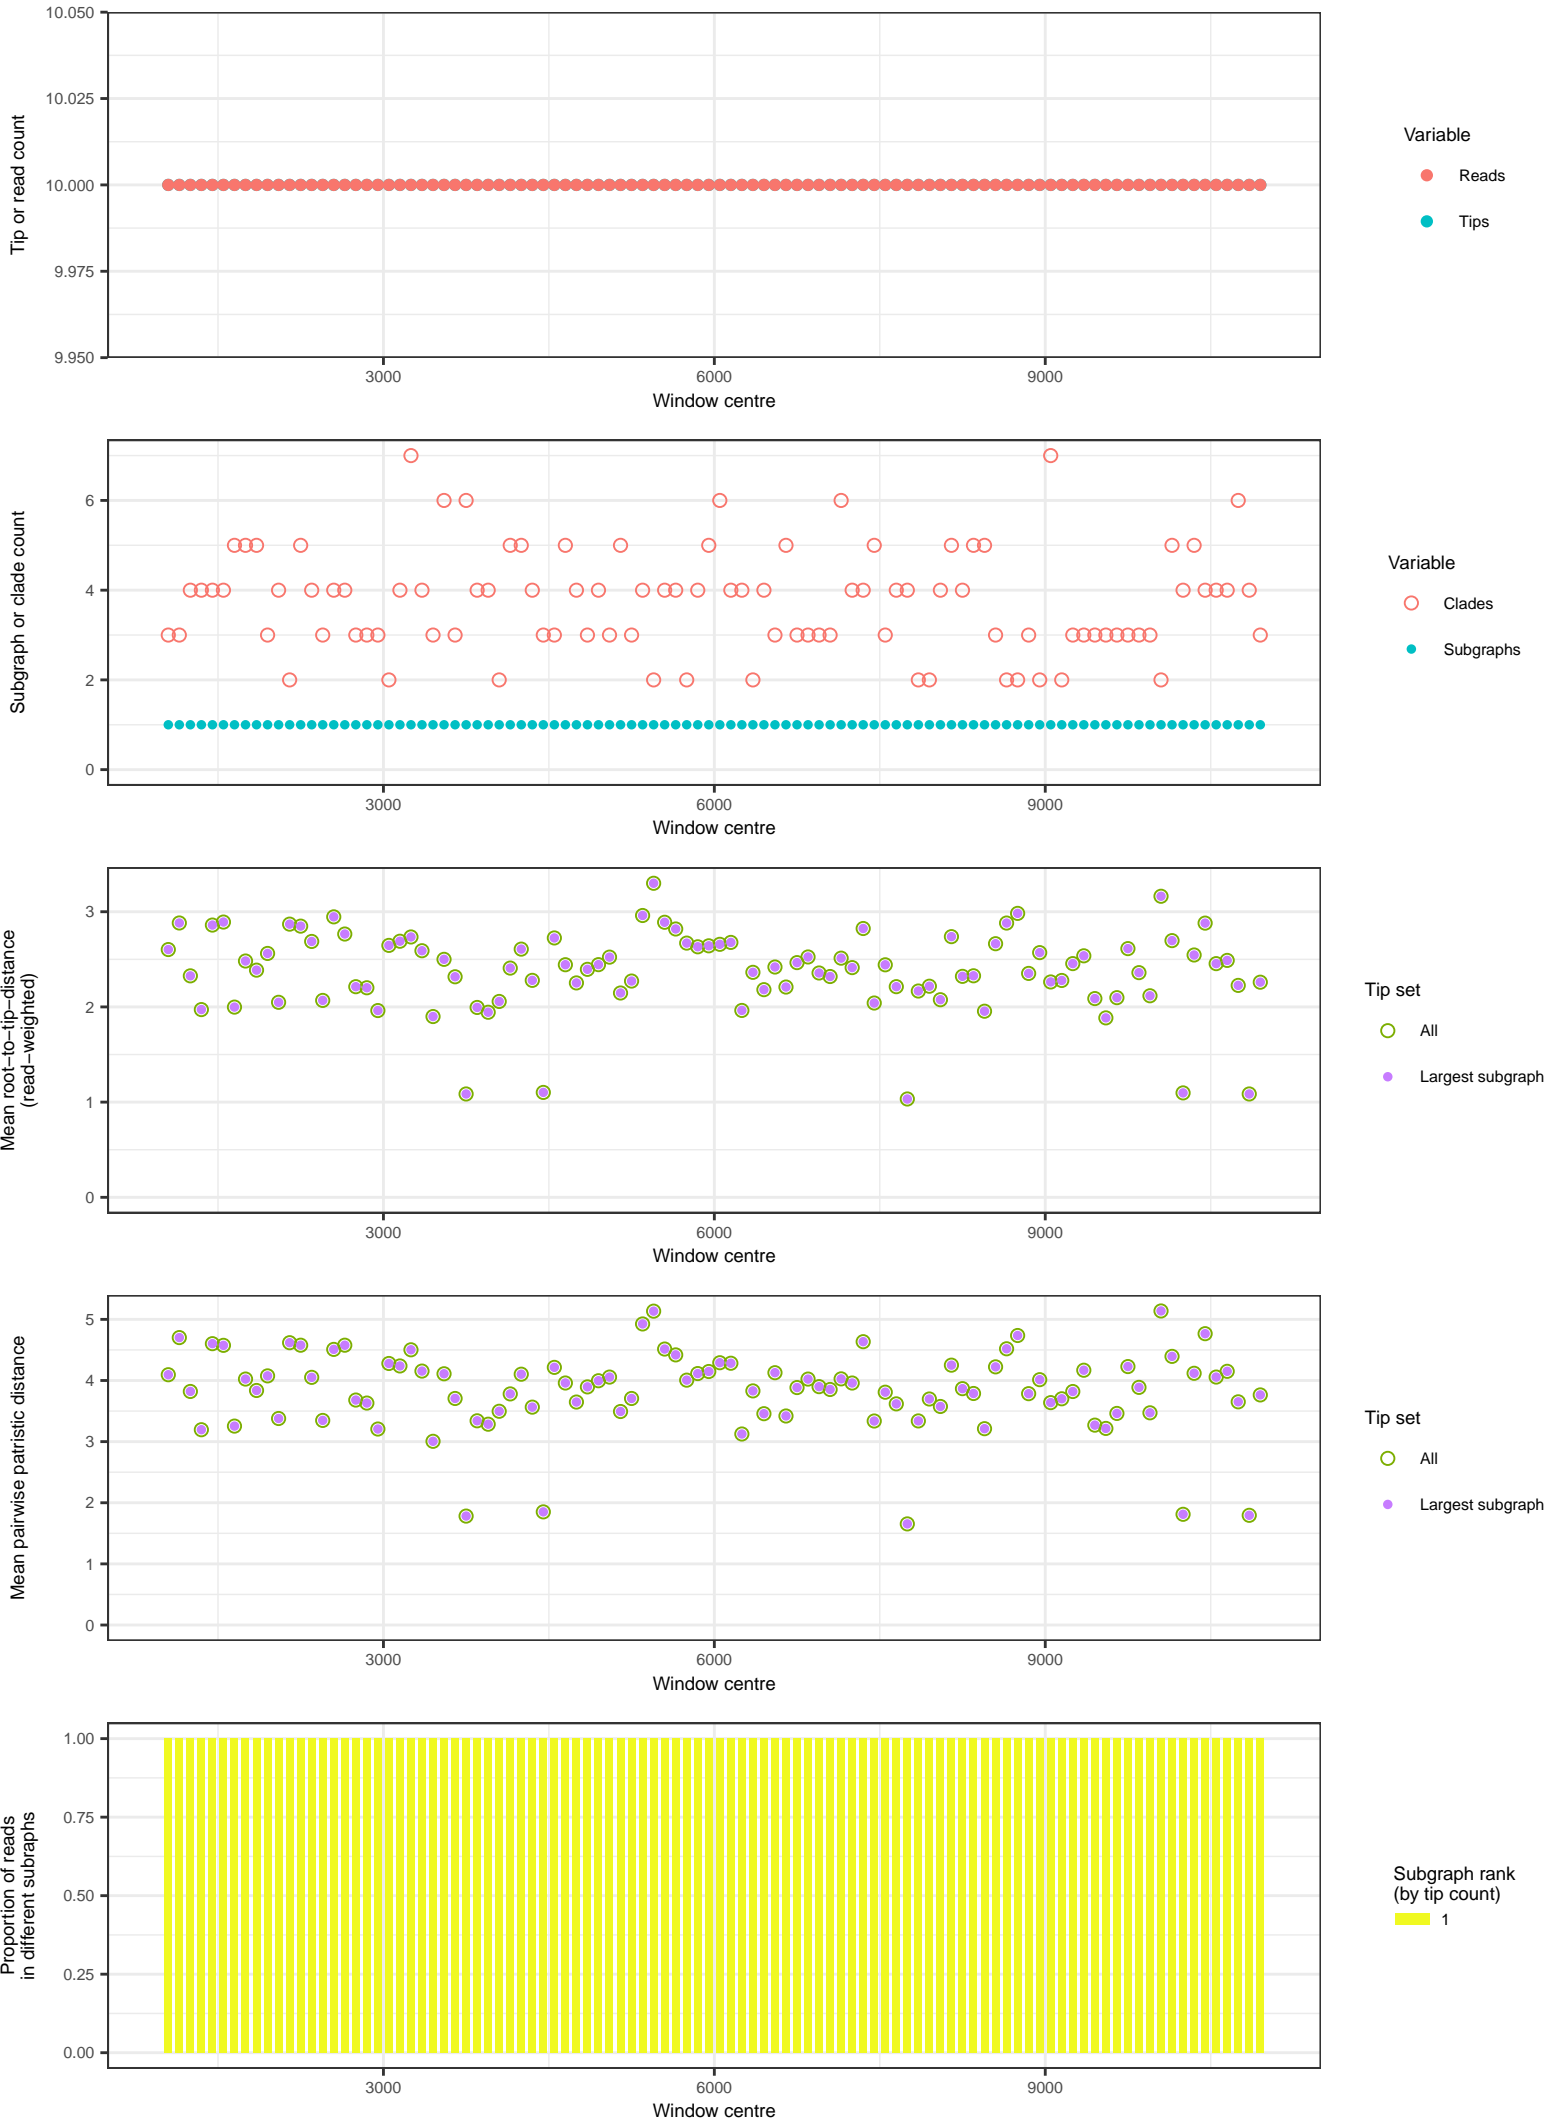 10.050
10.025
10.000
9.975
9.950
Tip or read count
3000
6000
9000
Window centre
Variable
Reads
Tips
6
4
2
0
Subgraph or clade count
3000
6000
9000
Window centre
Variable
Clades
Subgraphs
3
2
1
0
Mean root−to−tip−distance
(read−weighted)
3000
6000
9000
Window centre
Tip set
All
Largest subgraph
5
4
3
2
1
0
Mean pairwise patristic distance
3000
6000
9000
Window centre
Tip set
All
Largest subgraph
1.00
0.75
0.50
0.25
0.00
Proportion of reads
in different subraphs
3000
6000
9000
Window centre
Subgraph rank
(by tip count)
1